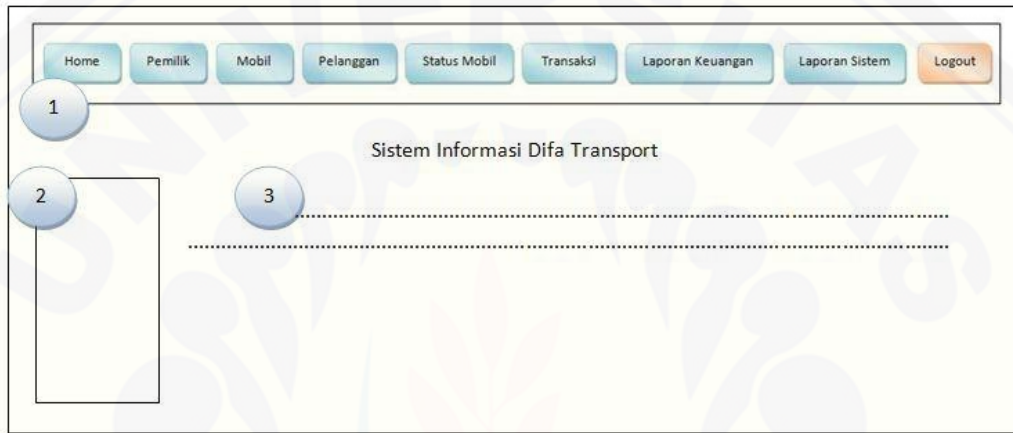 Home Pemilik Mobil Pelanggan Status Mobil Transaksi Laporan Keuangan Laporan Sistem Logout
1
Sistem Informasi Difa Transport
2 3
UNIVERSITAS